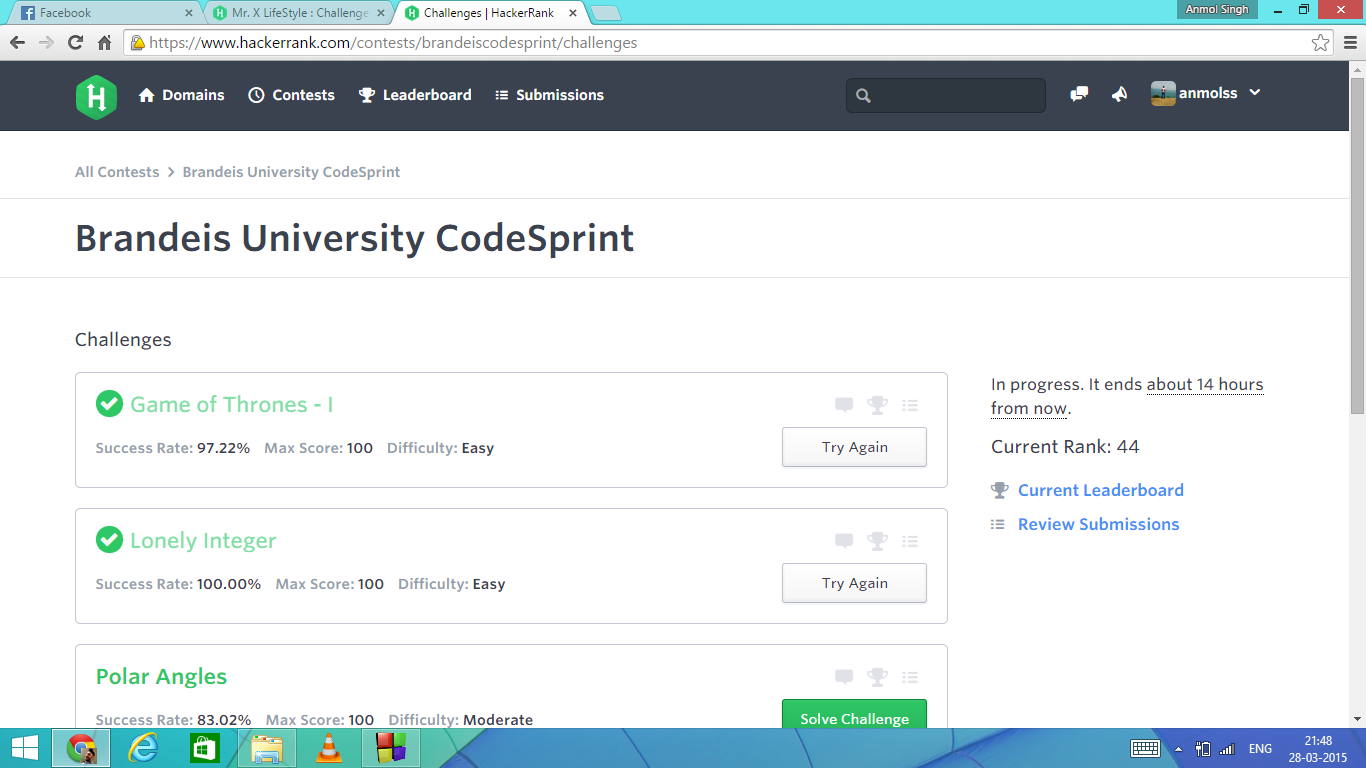 Facebook
Mr. X LifeStyle : Challenge
Challenges | HackerRank
Anmol Singh
https://www.hackerrank.com/contests/brandeiscodesprint/challenges
H
Domains
Contests
Leaderboard
Submissions
anmolss
All Contests > Brandeis University CodeSprint
Brandeis University CodeSprint
Challenges
Game of Thrones - I
Success Rate: 97.22% Max Score: 100 Difficulty: Easy
Try Again
Lonely Integer
Success Rate: 100.00% Max Score: 100 Difficulty: Easy
Try Again
Polar Angles
Success Rate: 83.02% Max Score: 100 Difficulty: Moderate
Solve Challenge
In progress. It ends about 14 hours
from now.
Current Rank: 44
Current Leaderboard
Review Submissions
ENG
21:48
28-03-2015